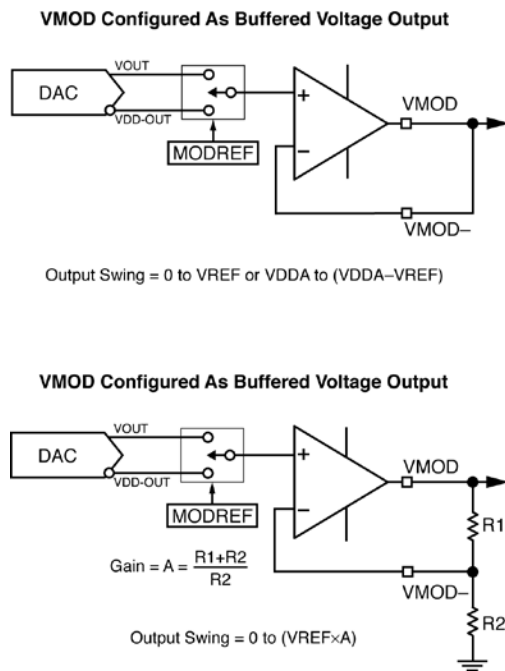 VMOD Configured As Buffered Voltage Output
VOUT
DAC
VDD-OUT
MODREF
+
−
VMOD
VMOD−
Output Swing = 0 to VREF or VDDA to (VDDA−VREF)
VMOD Configured As Buffered Voltage Output
VOUT
DAC
VDD-OUT
MODREF
+
−
VMOD
R1
VMOD-
R2
Gain = A = R1+R2
R2
Output Swing = 0 to (VREF×A)